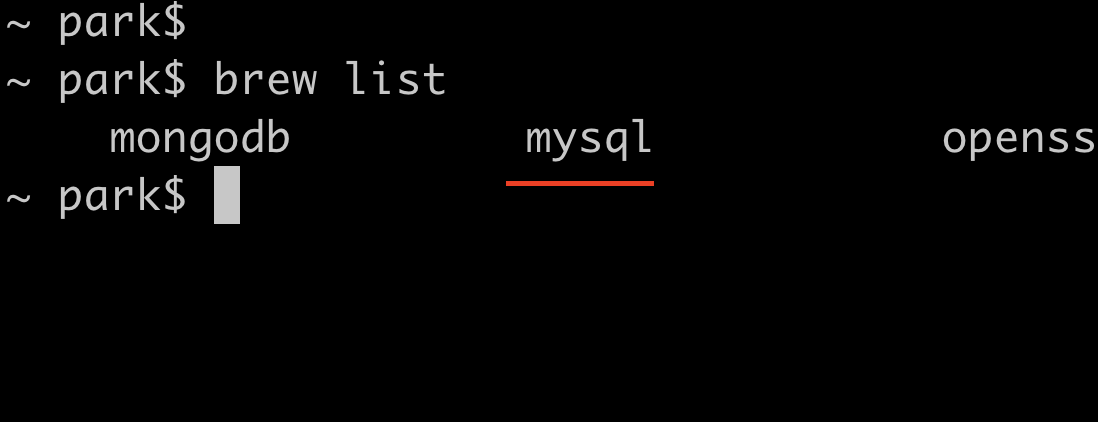 ~ park$
~ park$ brew list
mongodb mysql openss
~ park$